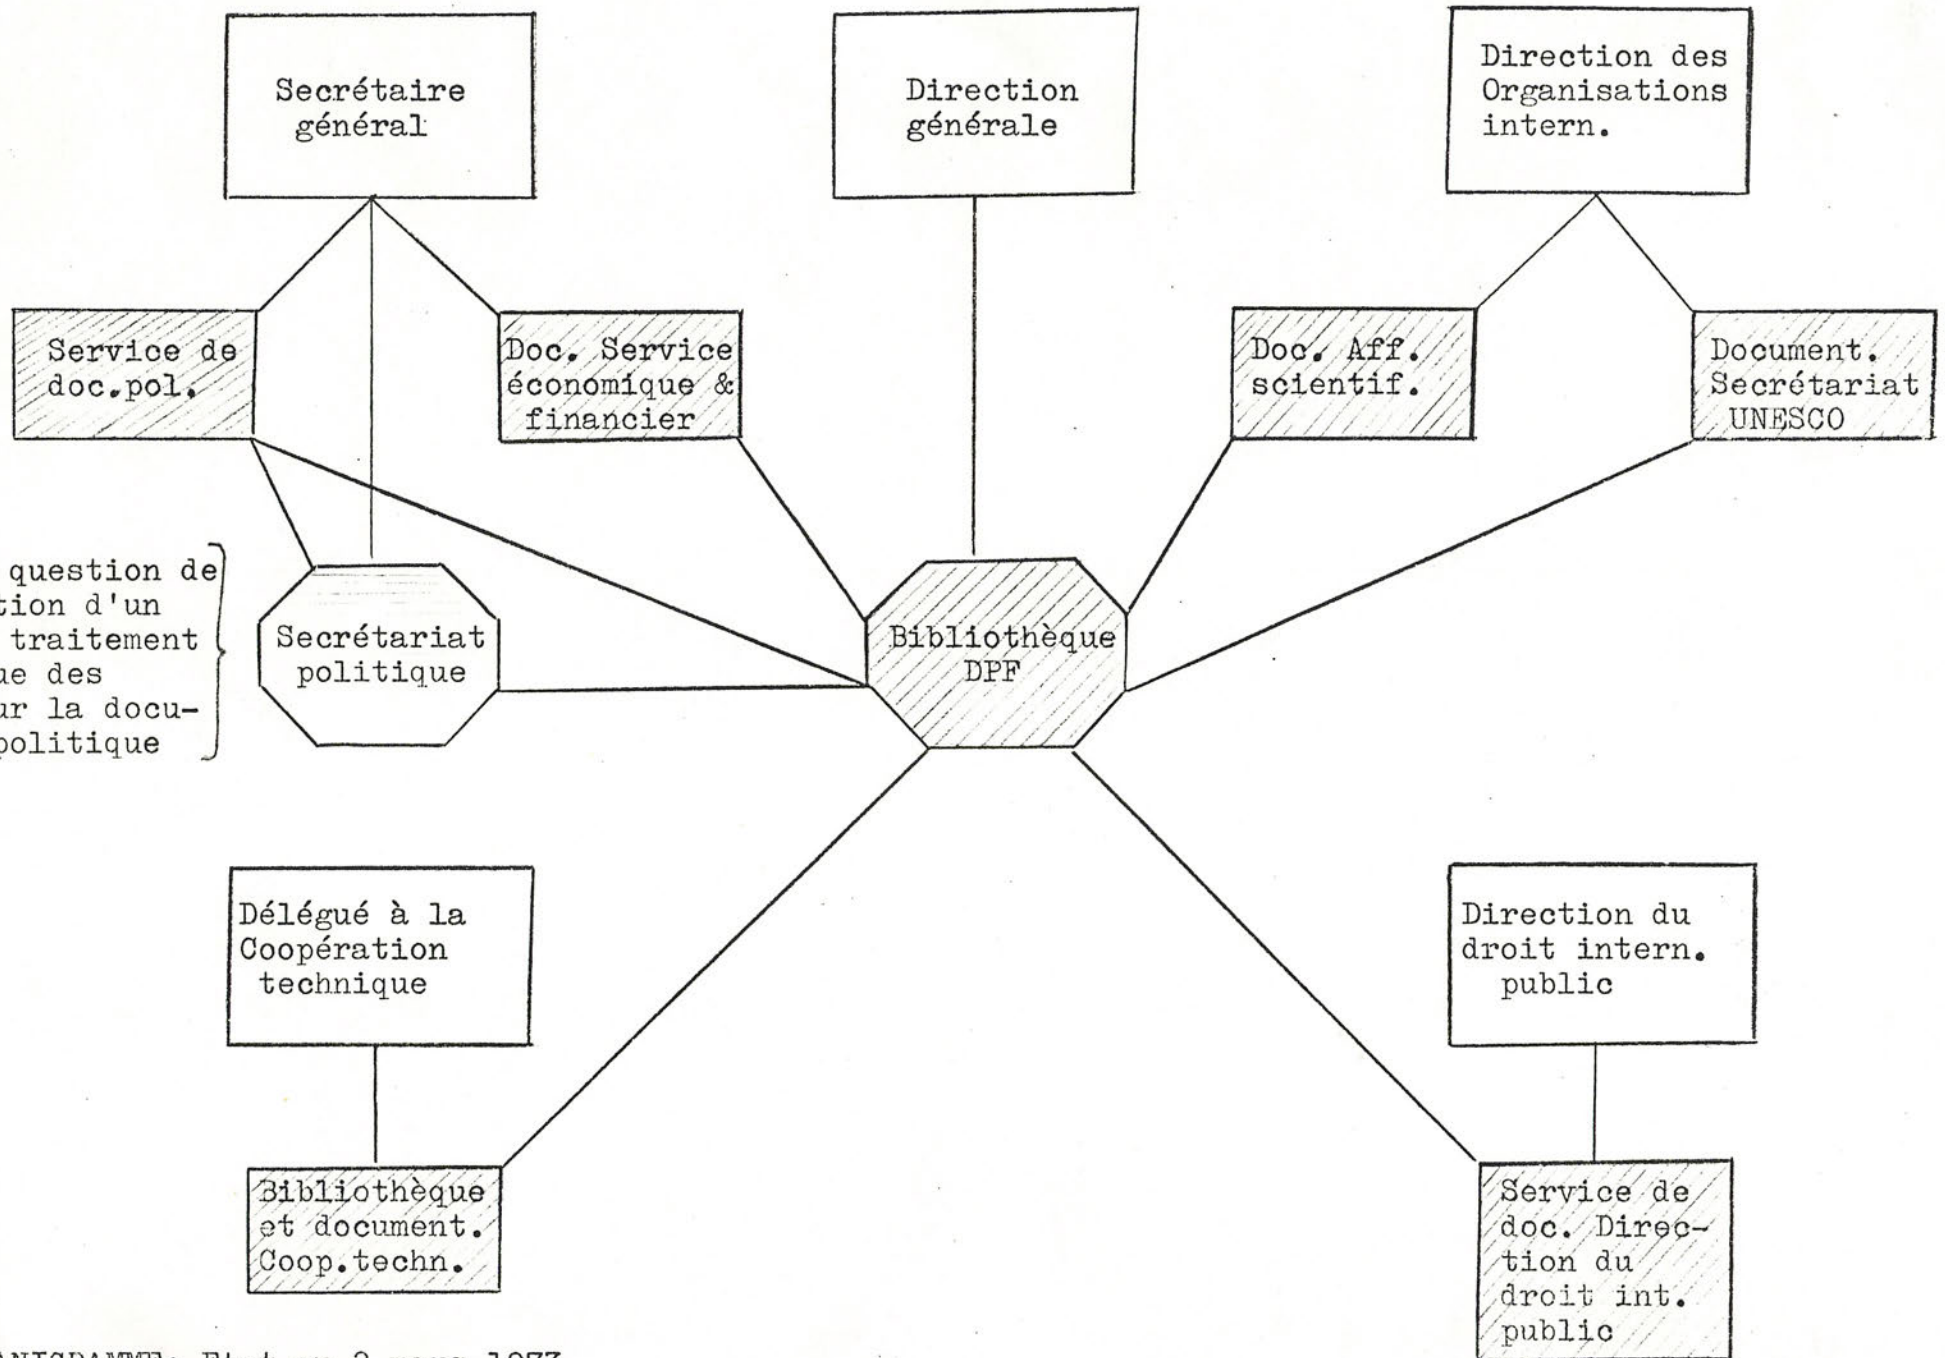 Secrétaire
général
Direction
générale
Direction des
Organisations
intern.
Service de
doc.pol.
Doc. Service
économique &
financier
Doc. Aff.
scientif.
Document.
Secrétariat
UNESCO
question de
tion d'un
traitement
ue des
ur la docu-
politique
Secrétariat
politique
Bibliothèque
DPF
Délégué à la
Coopération
technique
Direction du
droit intern.
public
Bibliothèque
et document.
Coop.techn.
Service de
doc. Direc-
tion du
droit int.
public